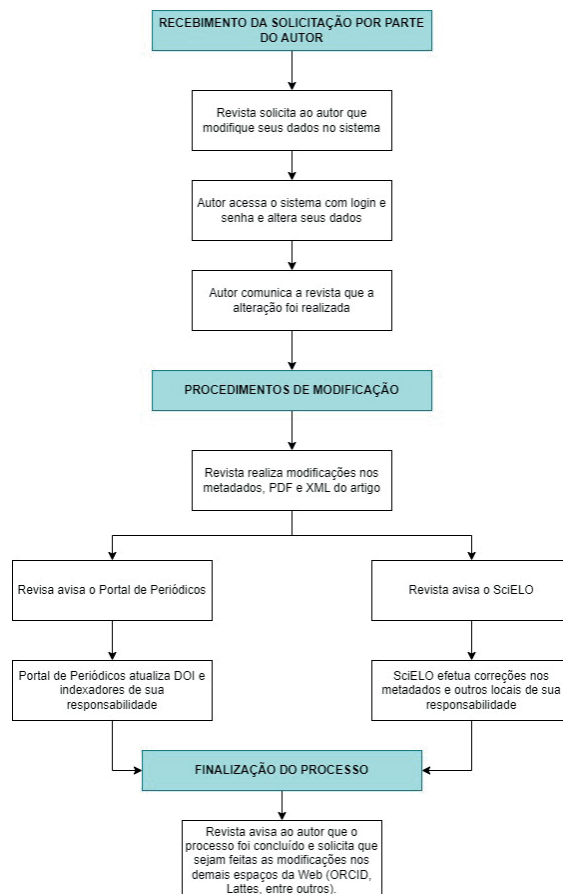 RECEBIMENTO DA SOLICITAÇÃO POR PARTE
DO AUTOR
Revista solicita ao autor que
modifique seus dados no sistema
Autor acessa o sistema com login e
senha e altera seus dados
Autor comunica a revista que a
alteração foi realizada
PROCEDIMENTOS DE MODIFICAÇÃO
Revista realiza modificações nos
metadados, PDF e XML do artigo
Revisa avisa o Portal de Periódicos
Revista avisa o SciELO
Portal de Periódicos atualiza DOI e
indexadores de sua
responsabilidade
SciELO efetua correções nos
metadados e outros locais de sua
responsabilidade
FINALIZAÇÃO DO PROCESSO
Revista avisa ao autor que o
processo foi concluído e solicita que
sejam feitas as modificações nos
demais espaços da Web (ORCID,
Lattes, entre outros).